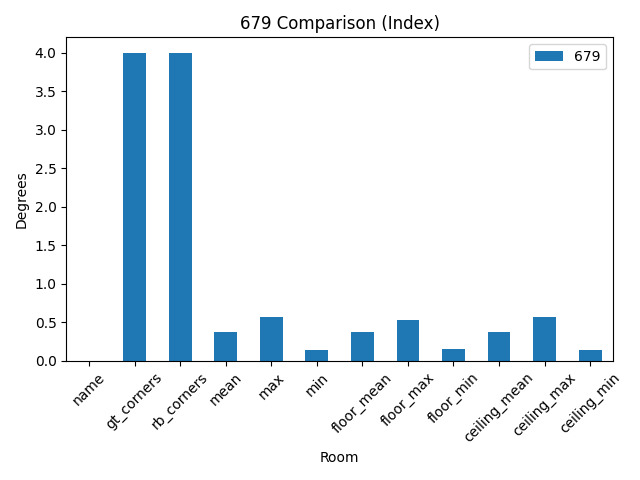 679 Comparison (Index)
679
Degrees
4.0
3.5
3.0
2.5
2.0
1.5
1.0
0.5
0.0
name
gt_corners
rb_corners
mean
max
min
floor_mean
floor_max
floor_min
ceiling_mean
ceiling_max
ceiling_min
Room